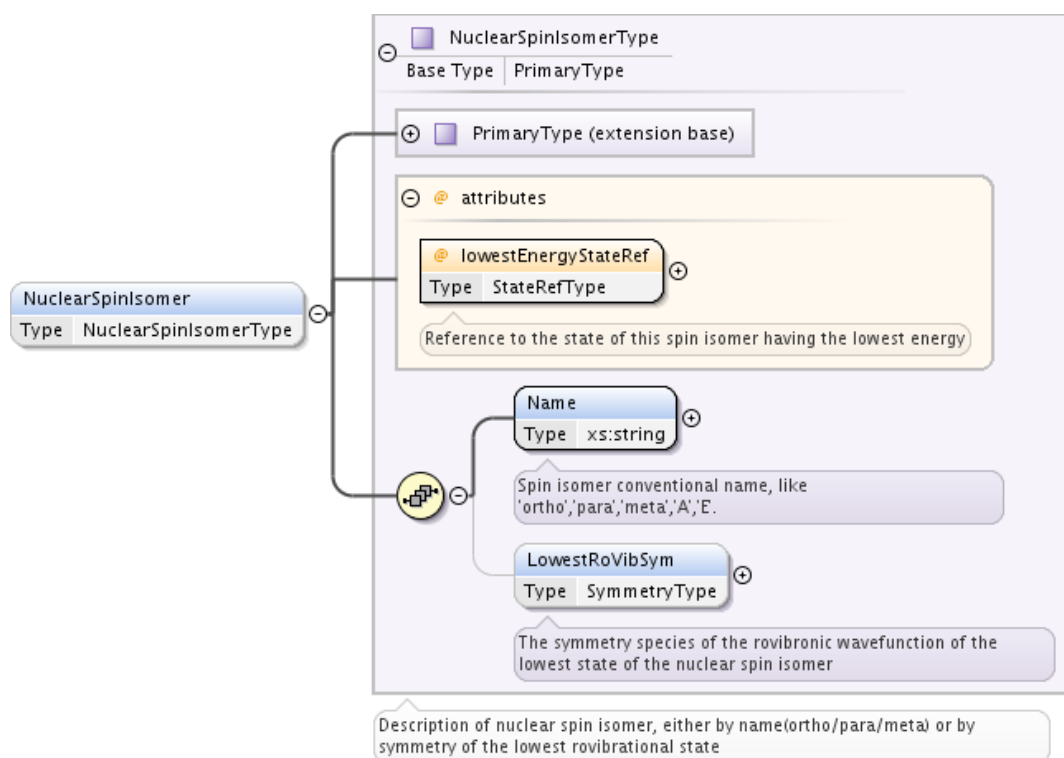 NuclearSpinIsomerType
Base Type PrimaryType
PrimaryType (extension base)
@ attributes
@ lowestEnergyStateRef
Type StateRefType
Reference to the state of this spin isomer having the lowest energy
NuclearSpinIsomer
Type NuclearSpinIsomerType
Name
Type xs:string
Spin isomer conventional name, like
'ortho','para','meta','A','E'.
LowestRoVibSym
Type SymmetryType
The symmetry species of the rovibronic wavefunction of the
lowest state of the nuclear spin isomer
Description of nuclear spin isomer, either by name(ortho/para/meta) or by
symmetry of the lowest rovibrational state